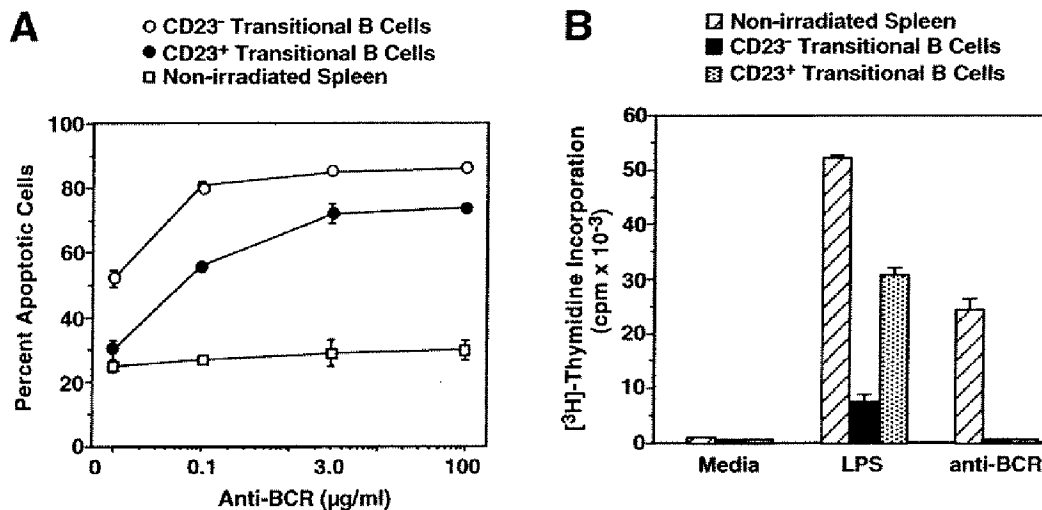 A
CD23⁻ Transitional B Cells
CD23⁺ Transitional B Cells
Non-irradiated Spleen
100
80
60
40
20
0
Percent Apoptotic Cells
0 0.1 3.0 100
Anti-BCR (µg/ml)
B
Non-irradiated Spleen
CD23⁻ Transitional B Cells
CD23⁺ Transitional B Cells
60
50
40
30
20
10
0
[³H]-Thymidine Incorporation
(cpm x 10⁻³)
Media LPS anti-BCR